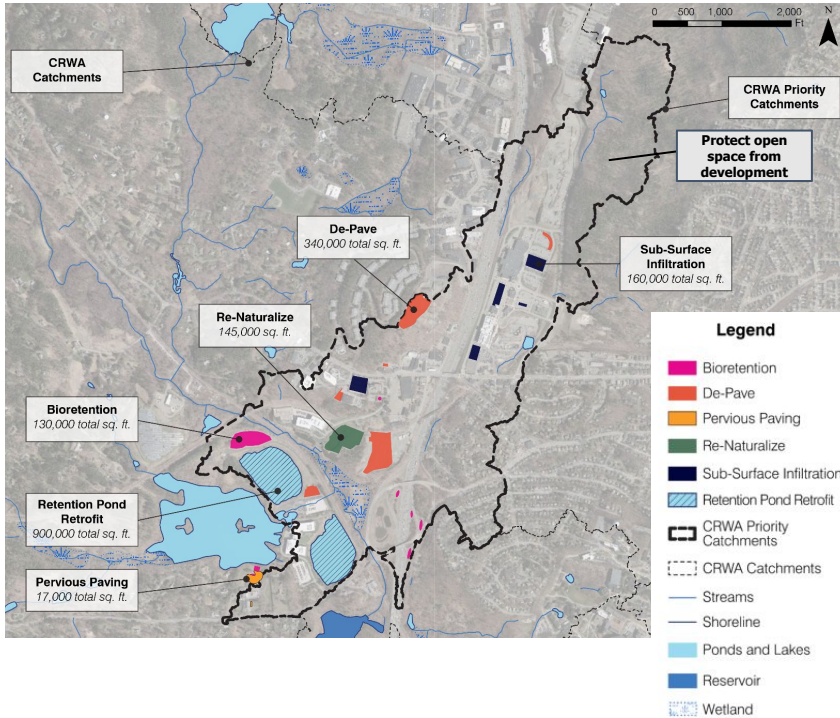 0 500 1,000 2,000
Ft
N
CRWA
Catchments
CRWA Priority
Catchments
Protect open
space from
development
De-Pave
340,000 total sq. ft.
Sub-Surface
Infiltration
160,000 total sq. ft.
Re-Naturalize
145,000 sq. ft.
Bioretention
130,000 total sq. ft.
Retention Pond
Retrofit
900,000 total sq. ft.
Pervious Paving
17,000 total sq. ft.
Legend
Bioretention
De-Pave
Pervious Paving
Re-Naturalize
Sub-Surface Infiltration
Retention Pond Retrofit
CRWA Priority
Catchments
CRWA Catchments
Streams
Shoreline
Ponds and Lakes
Reservoir
Wetland